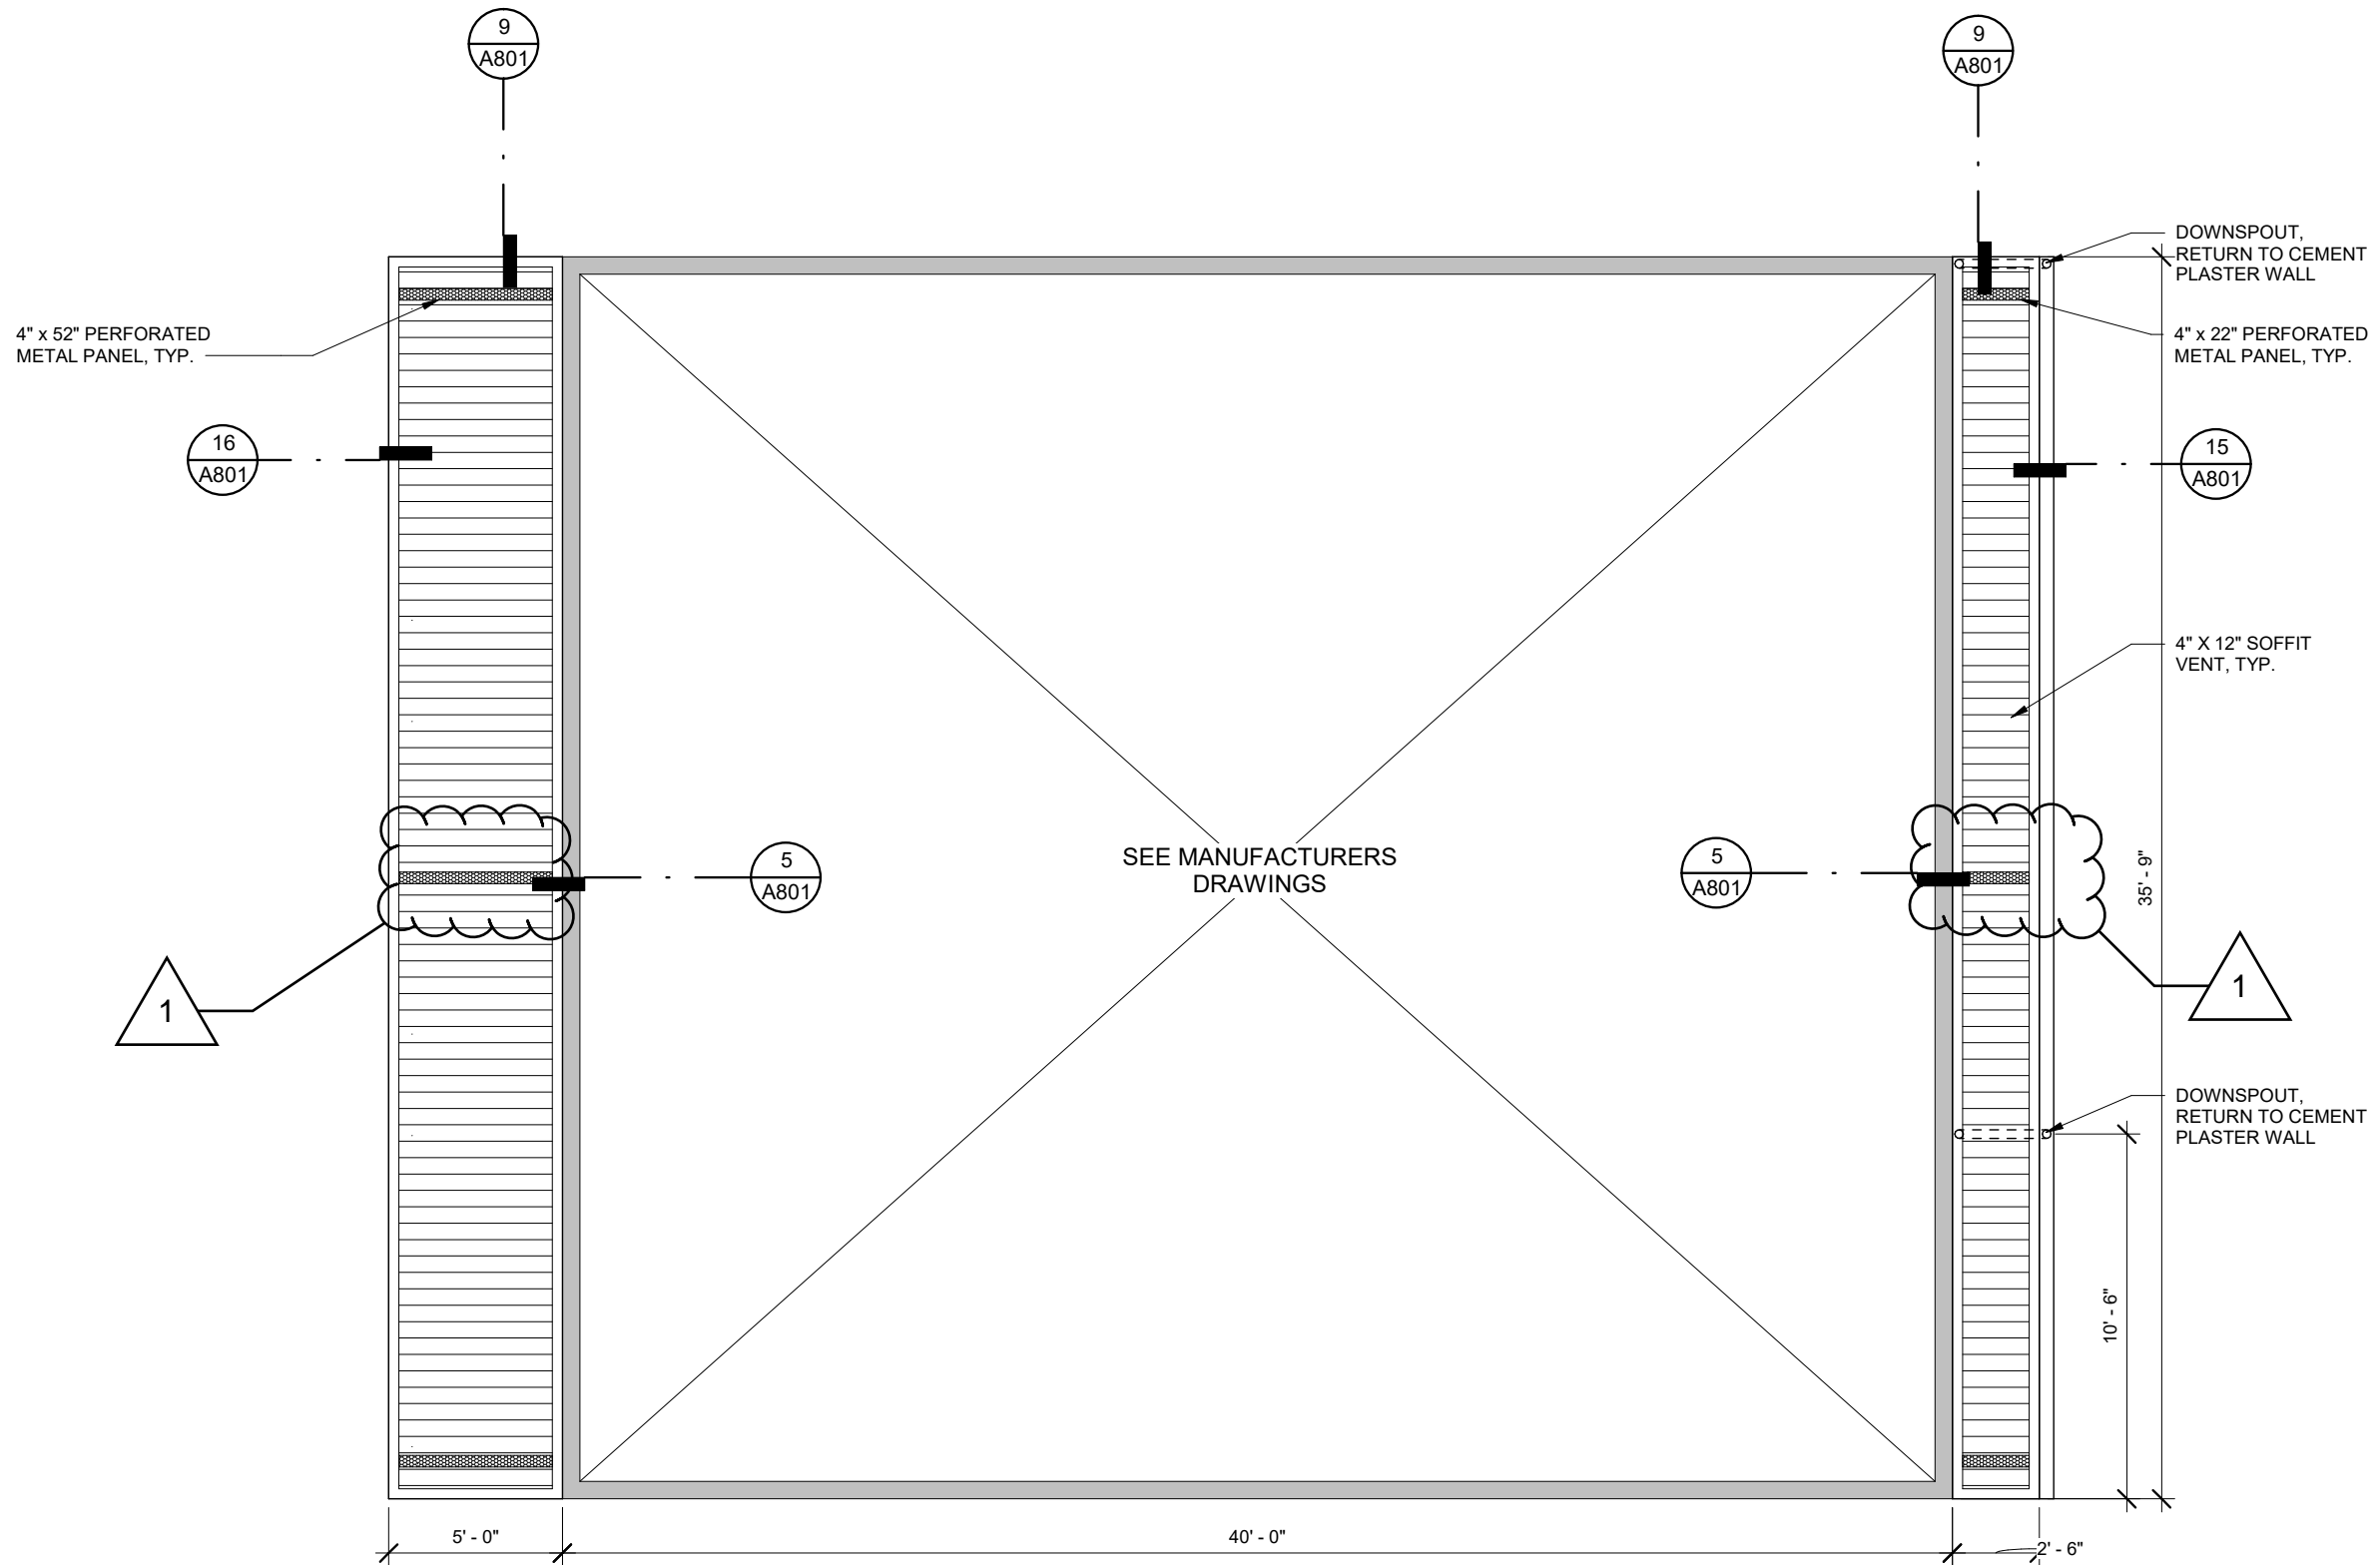 9
A801
9
A801
DOWNSPOUT,
RETURN TO CEMENT
PLASTER WALL
4" x 52" PERFORATED
METAL PANEL, TYP.
4" x 22" PERFORATED
METAL PANEL, TYP.
16
A801
15
A801
4" X 12" SOFFIT
VENT, TYP.
SEE MANUFACTURERS
DRAWINGS
5
A801
5
A801
35' - 9"
1
1
DOWNSPOUT,
RETURN TO CEMENT
PLASTER WALL
10' - 6"
5' - 0"
40' - 0"
2' - 6"